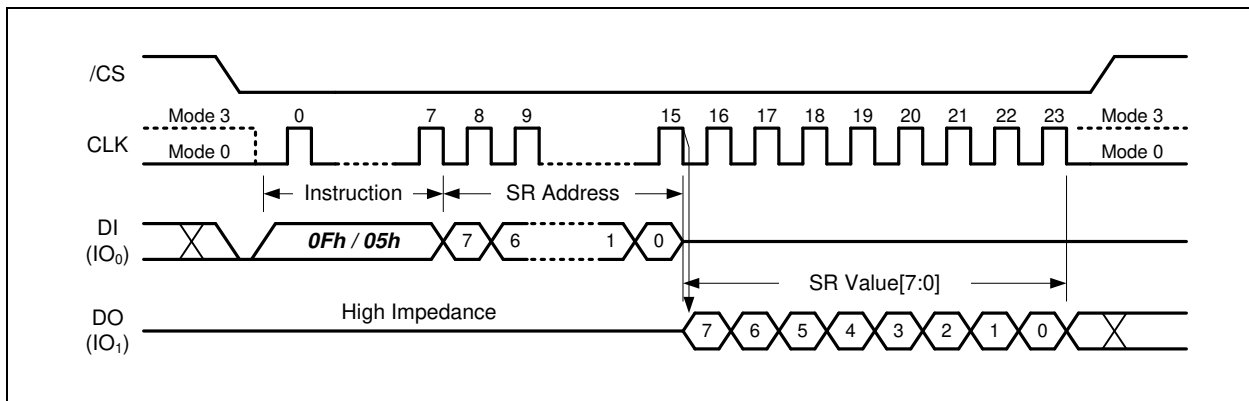 /CS
Mode 3 0 7 8 9 15 16 17 18 19 20 21 22 23 Mode 3
CLK
Mode 0 Mode 0
Instruction SR Address
DI 0Fh / 05h 7 6 1 0
(IO₀)
SR Value[7:0]
High Impedance
DO 7 6 5 4 3 2 1 0
(IO₁)